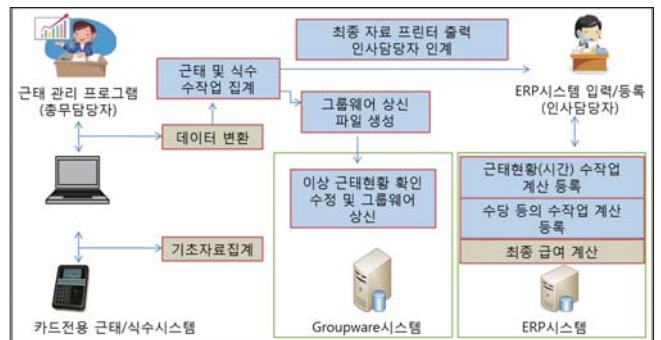 최종 자료 프린터 출력
인사담당자 인계
근태 및 식수
수작업 집계
근태 관리 프로그램
(총무담당자)
ERP시스템 입력/등록
(인사담당자)
그룹웨어 상신
파일 생성
데이터 변환
이상 근태현황 확인
수정 및 그룹웨어
상신
근태현황(시간) 수작업
계산 등록
수당 등의 수작업 계산
등록
최종 급여 계산
기초자료집계
카드전용 근태/식수시스템
Groupware시스템
ERP시스템